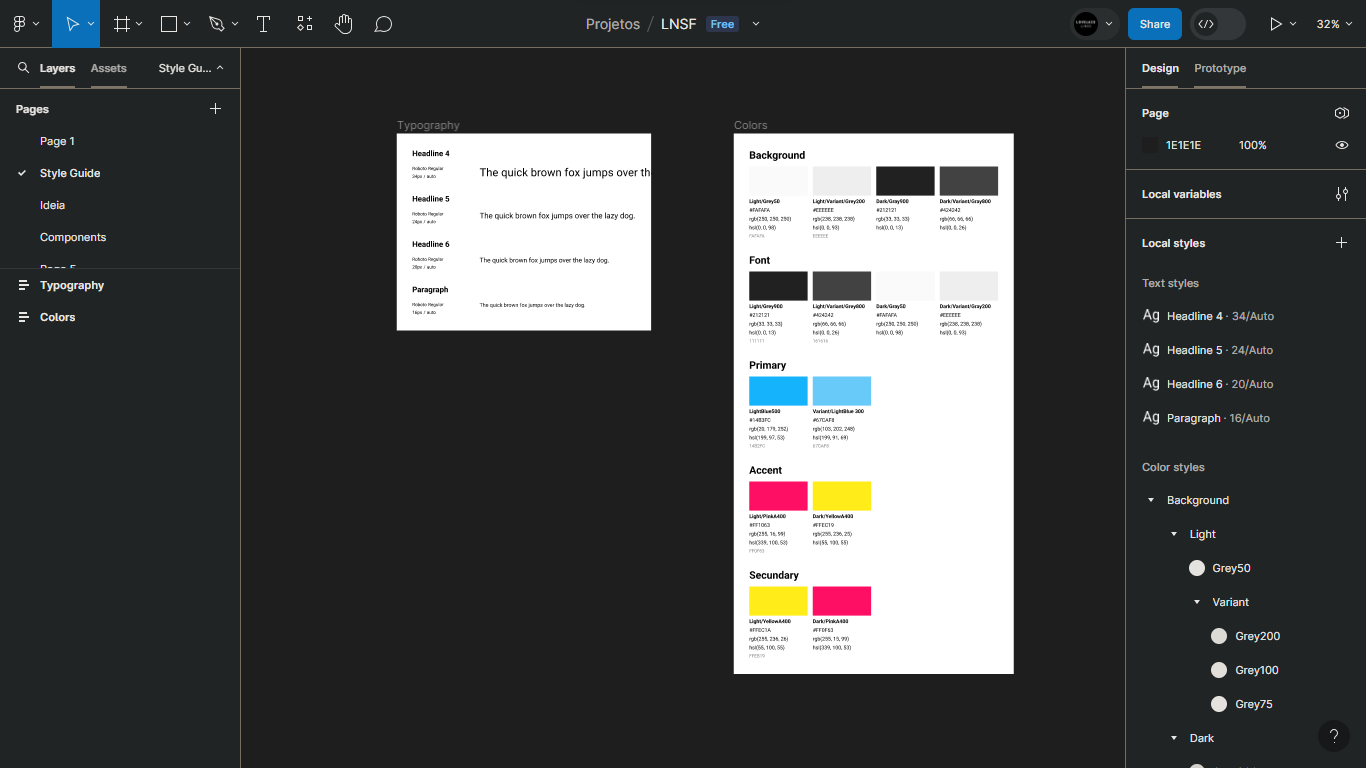 Projetos / LNSF Free
Share
32%
Layers
Assets
Style Gu...
Pages
Page 1
Style Guide
Ideia
Components
Page 5
Typography
Colors
Typography
Headline 4
Roboto Regular
34px / auto
The quick brown fox jumps over th
Headline 5
Roboto Regular
24px / auto
The quick brown fox jumps over the lazy dog.
Headline 6
Roboto Regular
20px / auto
The quick brown fox jumps over the lazy dog.
Paragraph
Roboto Regular
16px / auto
The quick brown fox jumps over the lazy dog.
Colors
Background
Light/Grey50
#FAFAFA
rgb(250, 250, 250)
hsl(0, 0, 98)
FAFAFA
Light/Variant/Grey200
#EEEEEE
rgb(238, 238, 238)
hsl(0, 0, 93)
EEEEEE
Dark/Gray900
#212121
rgb(33, 33, 33)
hsl(0, 0, 13)
Dark/Variant/Gray800
#424242
rgb(66, 66, 66)
hsl(0, 0, 26)
Font
Light/Grey900
#212121
rgb(33, 33, 33)
hsl(0, 0, 13)
111111
Light/Variant/Grey800
#424242
rgb(66, 66, 66)
hsl(0, 0, 26)
161616
Dark/Gray50
#FAFAFA
rgb(250, 250, 250)
hsl(0, 0, 98)
Dark/Variant/Gray200
#EEEEEE
rgb(238, 238, 238)
hsl(0, 0, 93)
Primary
LightBlue500
#14B3FC
rgb(20, 179, 252)
hsl(199, 97, 53)
14B2FC
Variant/LightBlue 300
#67CAF8
rgb(103, 202, 248)
hsl(199, 91, 69)
67CAF8
Accent
Light/PinkA400
#FF1063
rgb(255, 16, 99)
hsl(339, 100, 53)
FF0F63
Dark/YellowA400
#FFEC19
rgb(255, 236, 25)
hsl(55, 100, 55)
Secundary
Light/YellowA400
#FFEC1A
rgb(255, 236, 26)
hsl(55, 100, 55)
FFEB19
Dark/PinkA400
#FF0F63
rgb(255, 15, 99)
hsl(339, 100, 53)
Design
Prototype
Page
1E1E1E
100%
Local variables
Local styles
Text styles
Ag Headline 4 · 34/Auto
Ag Headline 5 · 24/Auto
Ag Headline 6 · 20/Auto
Ag Paragraph · 16/Auto
Color styles
Background
Light
Grey50
Variant
Grey200
Grey100
Grey75
Dark
?